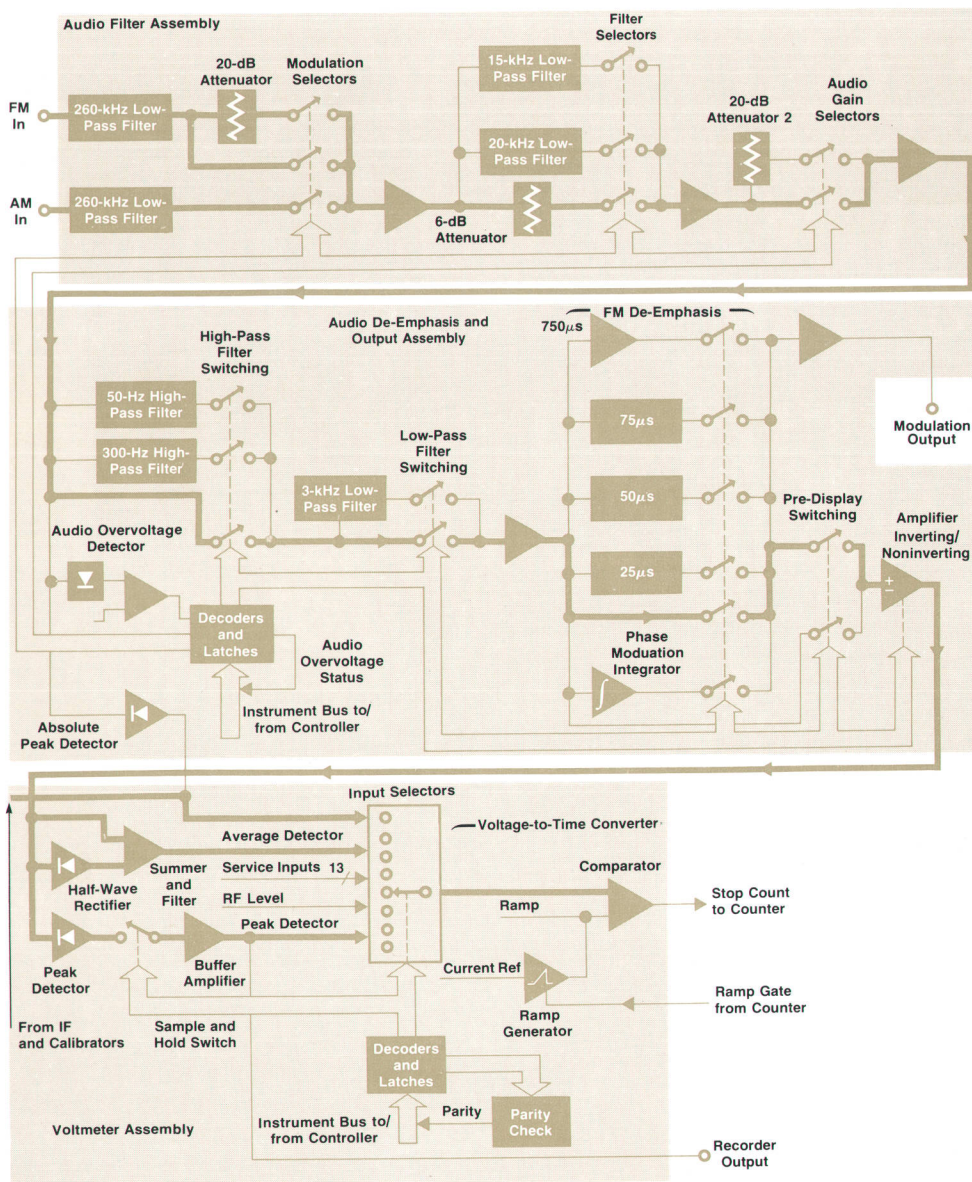 Audio Filter Assembly
20-dB
Attenuator
Modulation
Selectors
Filter
Selectors
15-kHz Low-
Pass Filter
20-dB
Attenuator 2
Audio
Gain
Selectors
FM
In
260-kHz Low-
Pass Filter
20-kHz Low-
Pass Filter
AM
In
260-kHz Low-
Pass Filter
6-dB
Attenuator
Audio De-Emphasis and
Output Assembly
High-Pass
Filter
Switching
750μs
FM De-Emphasis
50-Hz High-
Pass Filter
300-Hz High-
Pass Filter
Low-Pass
Filter
Switching
3-kHz Low-
Pass Filter
75μs
50μs
25μs
Modulation
Output
Pre-Display
Switching
Amplifier
Inverting/
Noninverting
+
−
Audio Overvoltage
Detector
Decoders
and
Latches
Audio
Overvoltage
Status
Phase
Moduation
Integrator
∫
Instrument Bus to/
from Controller
Absolute
Peak Detector
Input Selectors
Average Detector
Voltage-to-Time Converter
Service Inputs 13
Summer
and
Filter
Half-Wave
Rectifier
RF Level
Peak Detector
Comparator
Ramp
Stop Count
to Counter
Peak
Detector
Buffer
Amplifier
Current Ref
Ramp
Generator
Ramp Gate
from Counter
From IF
and Calibrators
Sample and
Hold Switch
Decoders
and
Latches
Parity
Parity
Check
Instrument Bus to/
from Controller
Voltmeter Assembly
Recorder
Output